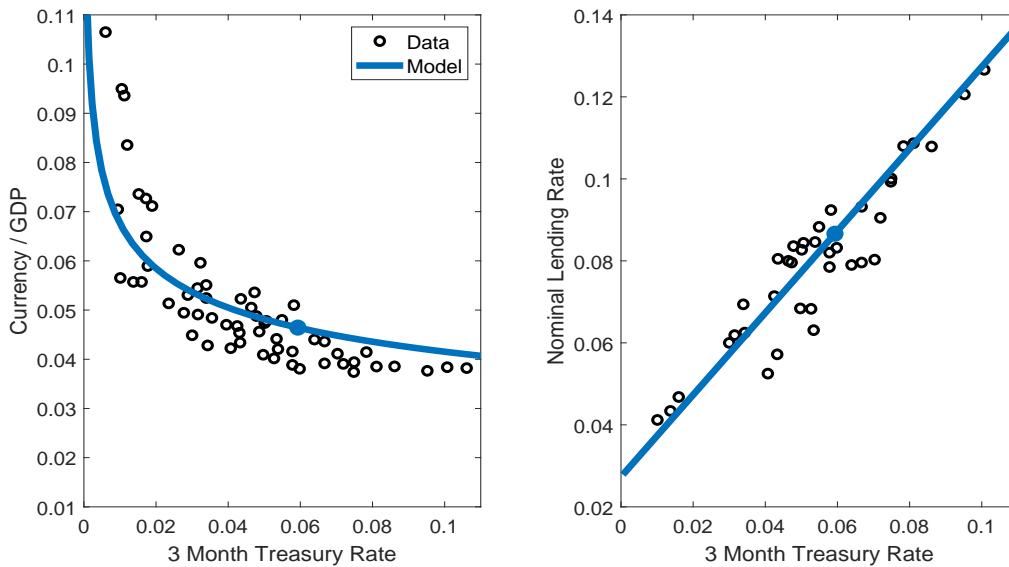 0.11
0.1
0.09
0.08
0.07
0.06
0.05
0.04
0.03
0.02
0.01
0 0.02 0.04 0.06 0.08 0.1
3 Month Treasury Rate
Currency / GDP
Data
Model
0.14
0.12
0.1
0.08
0.06
0.04
0.02
0 0.02 0.04 0.06 0.08 0.1
3 Month Treasury Rate
Nominal Lending Rate